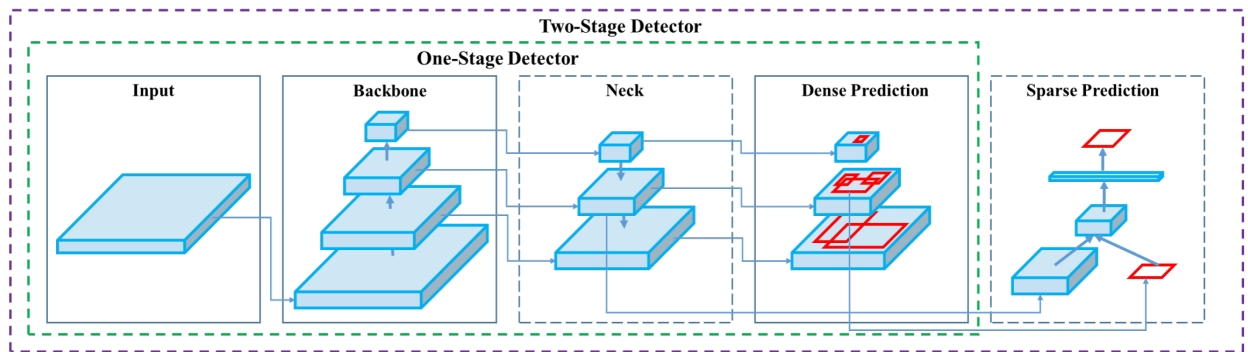 Two-Stage Detector
One-Stage Detector
Input
Backbone
Neck
Dense Prediction
Sparse Prediction